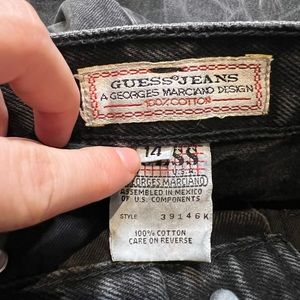 GUESS JEANS
A GEORGES MARCIANO DESIGN
100% COTTON
14
SS
U.S.A.
GEORGES MARCIANO
ASSEMBLED IN MEXICO
OF U.S. COMPONENTS
STYLE 39146K
100% COTTON
CARE ON REVERSE